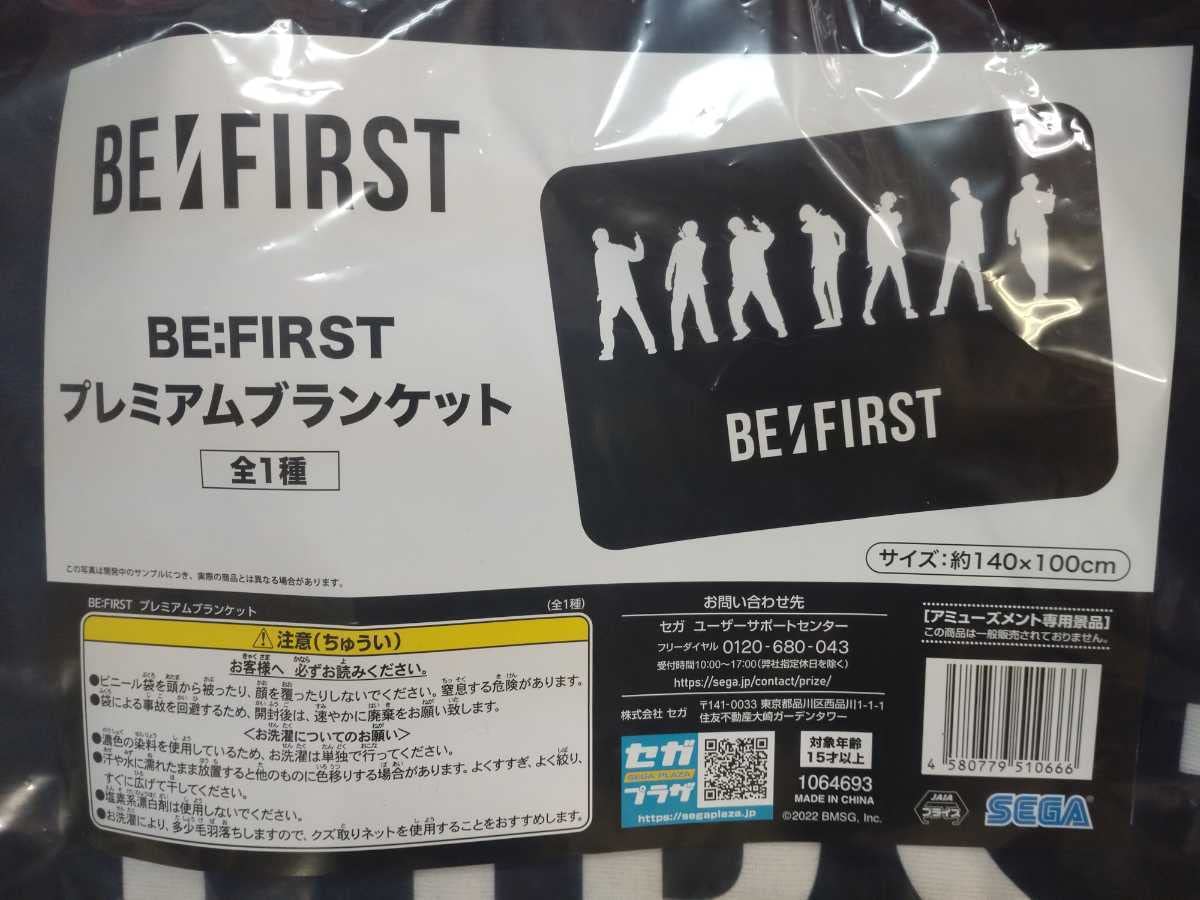 BE:FIRST
BE:FIRST
プレミアムブランケット
全1種
BE:FIRST
サイズ:約140×100cm
この写真は開発中のサンプルにつき、実際の商品とは異なる場合があります。
BE:FIRST プレミアムブランケット
(全1種)
⚠注意(ちゅうい)
お客様へ 必ずお読みください。
●ビニール袋を頭から被ったり、顔を覆ったりしないでください。窒息する危険があります。
●袋による事故を回避するため、開封後は、速やかに廃棄をお願い致します。
<お洗濯についてのお願い>
●濃色の染料を使用しているため、お洗濯は単独で行ってください。
●汗や水に濡れたまま放置すると他のものに色移りする場合があります。よくすすぎ、よく絞り、
すぐに広げて干してください。
●塩素系漂白剤は使用しないでください。
●お洗濯により、多少毛羽落ちしますので、クズ取りネットを使用することをおすすめします。
お問い合わせ先
セガ ユーザーサポートセンター
フリーダイヤル 0120-680-043
受付時間10:00~17:00(弊社指定休日を除く)
https://sega.jp/contact/prize/
株式会社 セガ
〒141-0033 東京都品川区西品川1-1-1
住友不動産大崎ガーデンタワー
セガ
SEGA PLAZA
プラザ
https://segaplaza.jp/
対象年齢
15才以上
1064693
MADE IN CHINA
©2022 BMSG, Inc.
[アミューズメント専用景品]
この商品は一般販売されておりません。
4 580779 510666
JAIA
プライズ
SEGA